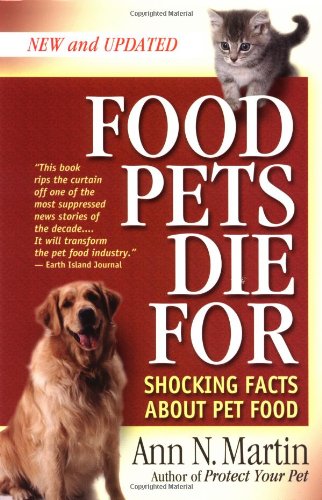 NEW and UPDATED
FOOD
PETS
DIE
FOR
"This book
rips the curtain
off one of the
most suppressed
news stories of
the decade....
It will transform
the pet food industry."
— Earth Island Journal
SHOCKING FACTS
ABOUT PET FOOD
Ann N. Martin
Author of Protect Your Pet